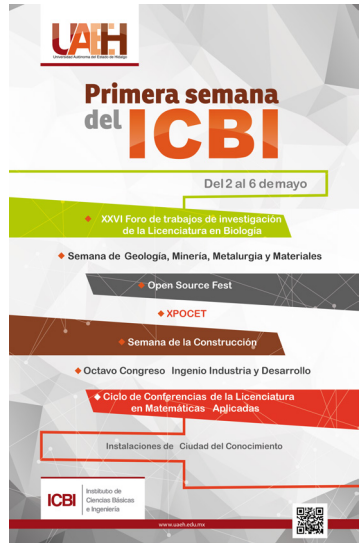 UAEH
Universidad Autónoma del Estado de Hidalgo
Primera semana
del ICBI
Del 2 al 6 de mayo
XXVI Foro de trabajos de investigación
de la Licenciatura en Biología
Semana de Geología, Minería, Metalurgia y Materiales
Open Source Fest
XPOCET
Semana de la Construcción
Octavo Congreso Ingenio Industria y Desarrollo
Ciclo de Conferencias de la Licenciatura
en Matemáticas Aplicadas
Instalaciones de Ciudad del Conocimiento
ICBI
Instituto de
Ciencias Básicas
e Ingeniería
www.uaeh.edu.mx